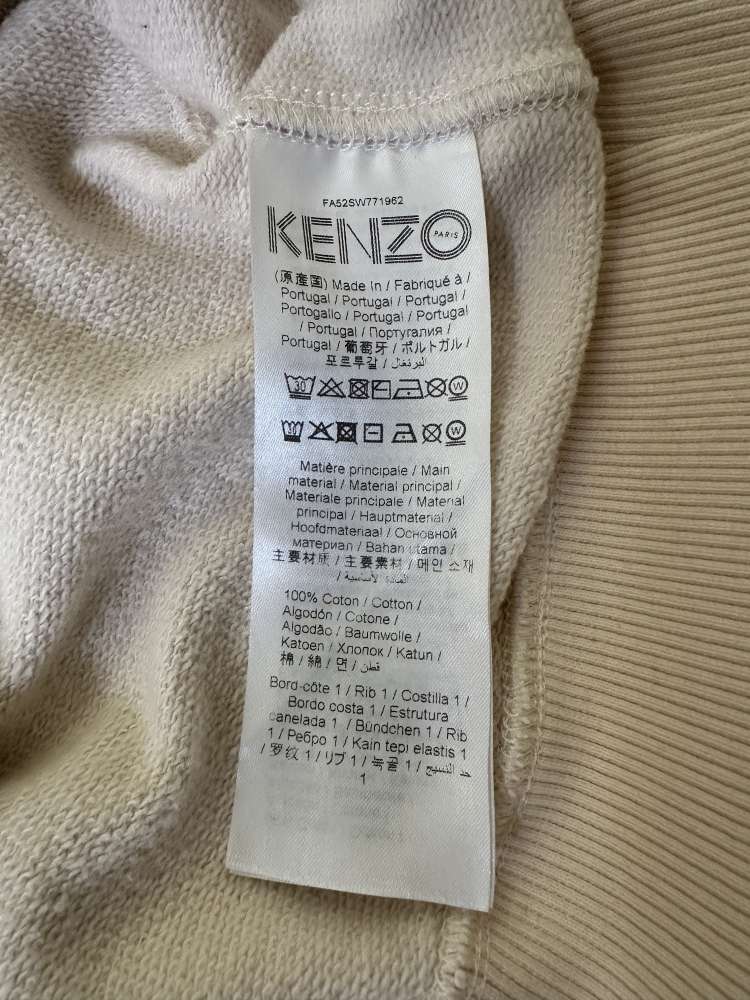 FA52SW771962
KENZO
PARIS
(原産国) Made In / Fabriqué à /
Portugal / Portugal / Portugal /
Portogallo / Portugal / Portugal
/ Portugal / Португалия /
Portugal / 葡萄牙 / ポルトガル /
포르투갈 / البرتغال /
30 W
30 W
Matière principale / Main
material / Material principal /
Materiale principale / Material
principal / Hauptmaterial /
Hoofdmateriaal / Основной
материал / Bahan utama /
主要材质 / 主要素材 / 메인 소재
/ المادة الأساسية /
100% Coton / Cotton /
Algodón / Cotone /
Algodão / Baumwolle /
Katoen / Хлопок / Katun /
棉 / 綿 / 면 / قطن
Bord-côte 1 / Rib 1 / Costilla 1 /
Bordo costa 1 / Estrutura
canelada 1 / Bündchen 1 / Rib
1 / Ребро 1 / Kain tepi elastis 1
/ 罗纹 1 / リブ 1 / 늑골 1 / حد النسيج
1